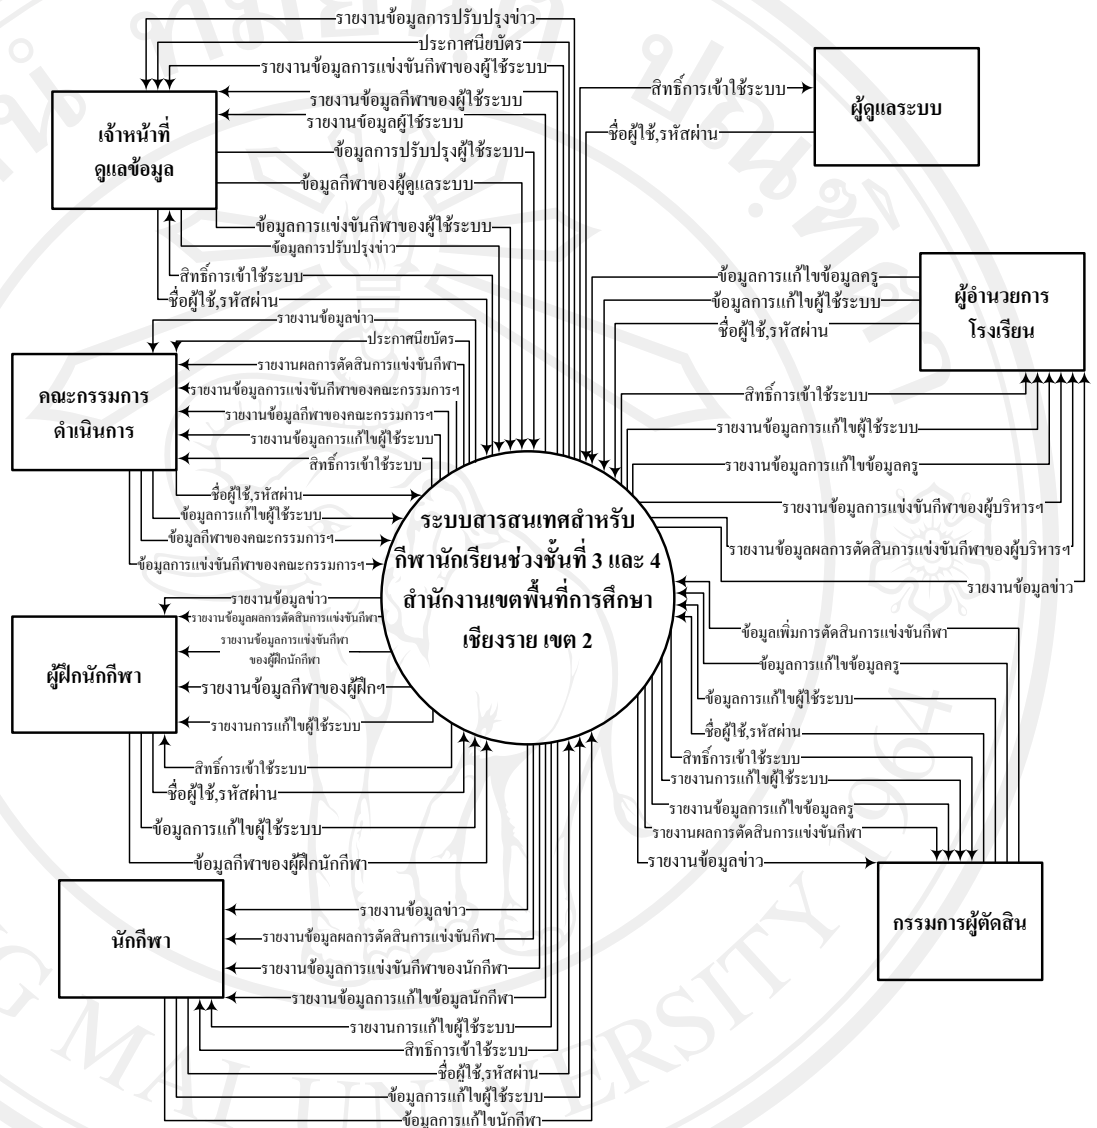 รายงานข้อมูลการปรับปรุงข่าว
ประกาศนียบัตร
รายงานข้อมูลการแข่งขันกีฬาของผู้ใช้ระบบ
รายงานข้อมูลกีฬาของผู้ใช้ระบบ
รายงานข้อมูลผู้ใช้ระบบ
ข้อมูลการปรับปรุงผู้ใช้ระบบ
ข้อมูลกีฬาของผู้ดูแลระบบ
ข้อมูลการแข่งขันกีฬาของผู้ใช้ระบบ
ข้อมูลการปรับปรุงข่าว
สิทธิ์การเข้าใช้ระบบ
ชื่อผู้ใช้,รหัสผ่าน
เจ้าหน้าที่
ดูแลข้อมูล
สิทธิ์การเข้าใช้ระบบ
ชื่อผู้ใช้,รหัสผ่าน
ผู้ดูแลระบบ
ข้อมูลการแก้ไขข้อมูลครู
ข้อมูลการแก้ไขผู้ใช้ระบบ
ชื่อผู้ใช้,รหัสผ่าน
ผู้อำนวยการ
โรงเรียน
สิทธิ์การเข้าใช้ระบบ
รายงานข้อมูลการแก้ไขผู้ใช้ระบบ
รายงานข้อมูลการแก้ไขข้อมูลครู
รายงานข้อมูลการแข่งขันกีฬาของผู้บริหารฯ
รายงานข้อมูลผลการตัดสินการแข่งขันกีฬาของผู้บริหารฯ
รายงานข้อมูลข่าว
รายงานข้อมูลข่าว
ประกาศนียบัตร
รายงานผลการตัดสินการแข่งขันกีฬา
รายงานข้อมูลการแข่งขันกีฬาของคณะกรรมการฯ
รายงานข้อมูลกีฬาของคณะกรรมการฯ
รายงานข้อมูลการแก้ไขผู้ใช้ระบบ
สิทธิ์การเข้าใช้ระบบ
ชื่อผู้ใช้,รหัสผ่าน
ข้อมูลการแก้ไขผู้ใช้ระบบ
ข้อมูลกีฬาของคณะกรรมการฯ
ข้อมูลการแข่งขันกีฬาของคณะกรรมการฯ
คณะกรรมการ
ดำเนินการ
ระบบสารสนเทศสำหรับ
กีฬานักเรียนช่วงชั้นที่ 3 และ 4
สำนักงานเขตพื้นที่การศึกษา
เชียงราย เขต 2
รายงานข้อมูลข่าว
รายงานข้อมูลผลการตัดสินการแข่งขันกีฬา
รายงานข้อมูลการแข่งขันกีฬา
ของผู้ฝึกนักกีฬา
รายงานข้อมูลกีฬาของผู้ฝึกฯ
รายงานการแก้ไขผู้ใช้ระบบ
สิทธิ์การเข้าใช้ระบบ
ชื่อผู้ใช้,รหัสผ่าน
ข้อมูลการแก้ไขผู้ใช้ระบบ
ข้อมูลกีฬาของผู้ฝึกนักกีฬา
ผู้ฝึกนักกีฬา
ข้อมูลเพิ่มการตัดสินการแข่งขันกีฬา
ข้อมูลการแก้ไขข้อมูลครู
ข้อมูลการแก้ไขผู้ใช้ระบบ
ชื่อผู้ใช้,รหัสผ่าน
สิทธิ์การเข้าใช้ระบบ
รายงานการแก้ไขผู้ใช้ระบบ
รายงานข้อมูลการแก้ไขข้อมูลครู
รายงานผลการตัดสินการแข่งขันกีฬา
รายงานข้อมูลข่าว
กรรมการผู้ตัดสิน
นักกีฬา
รายงานข้อมูลข่าว
รายงานข้อมูลผลการตัดสินการแข่งขันกีฬา
รายงานข้อมูลการแข่งขันกีฬาของนักกีฬา
รายงานข้อมูลการแก้ไขข้อมูลนักกีฬา
รายงานการแก้ไขผู้ใช้ระบบ
สิทธิ์การเข้าใช้ระบบ
ชื่อผู้ใช้,รหัสผ่าน
ข้อมูลการแก้ไขผู้ใช้ระบบ
ข้อมูลการแก้ไขนักกีฬา
MAI UNIVERSITY 1964